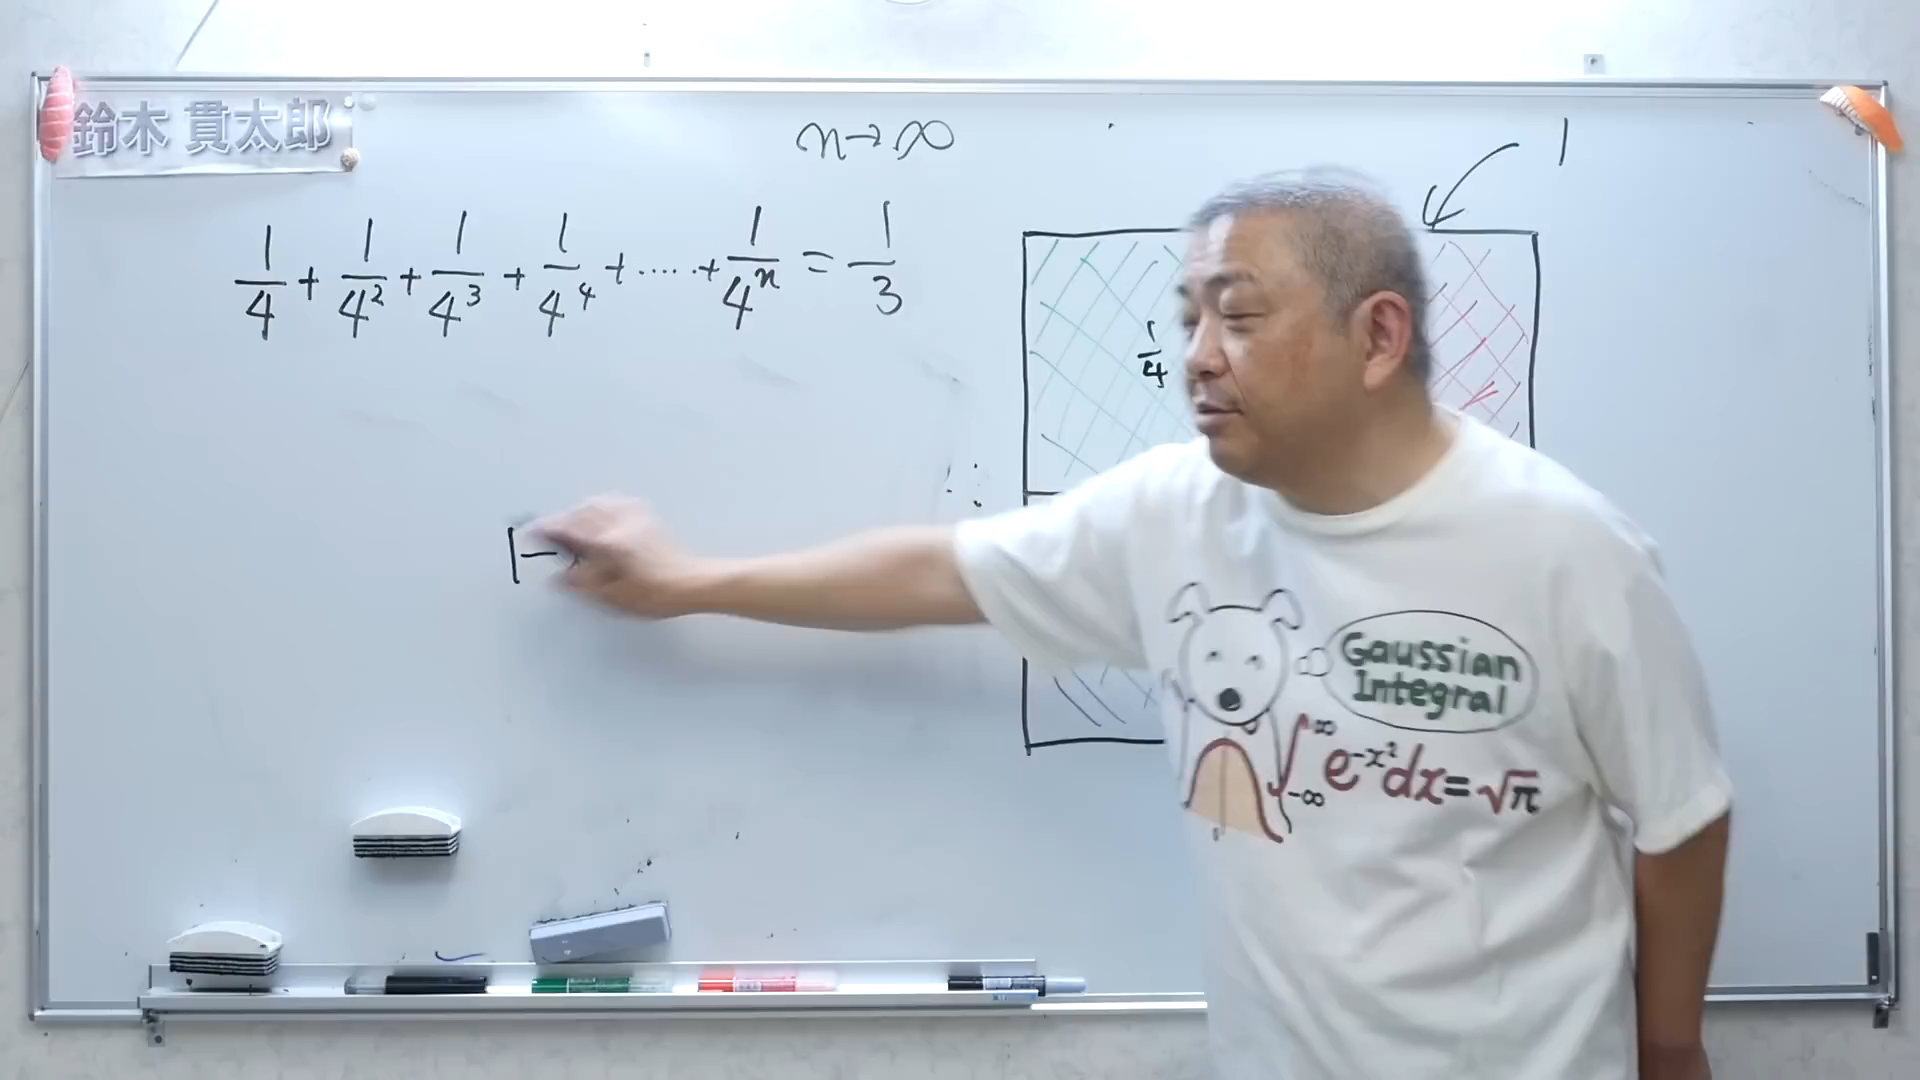 鈴木 貫太郎
n→∞
1
1/4 + 1/4² + 1/4³ + 1/4⁴ + ····· + 1/4ⁿ = 1/3
1/4
1−
Gaussian
Integral
∫_{-∞}^{∞} e^{-x²}dx=√π